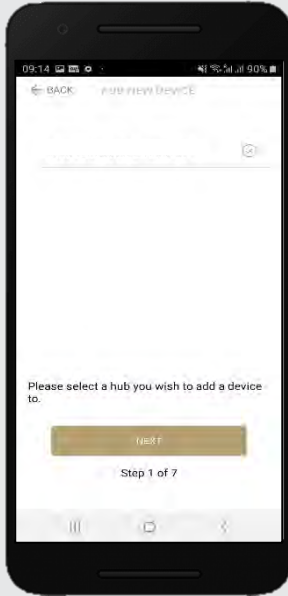 09:14 90%
BACK ADD NEW DEVICE
Please select a hub you wish to add a device
to.
NEXT
Step 1 of 7